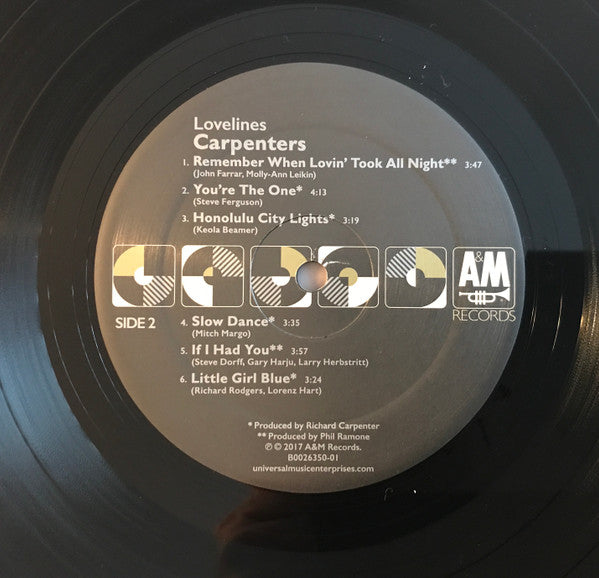 Lovelines
Carpenters
1. Remember When Lovin' Took All Night** 3:47
(John Farrar, Molly-Ann Leikin)
2. You're The One* 4:13
(Steve Ferguson)
3. Honolulu City Lights* 3:19
(Keola Beamer)
A&M
SIDE 2
RECORDS
4. Slow Dance* 3:35
(Mitch Margo)
5. If I Had You** 3:57
(Steve Dorff, Gary Harju, Larry Herbstritt)
6. Little Girl Blue* 3:24
(Richard Rodgers, Lorenz Hart)
* Produced by Richard Carpenter
** Produced by Phil Ramone
℗ © 2017 A&M Records.
B0026350-01
universalmusicenterprises.com